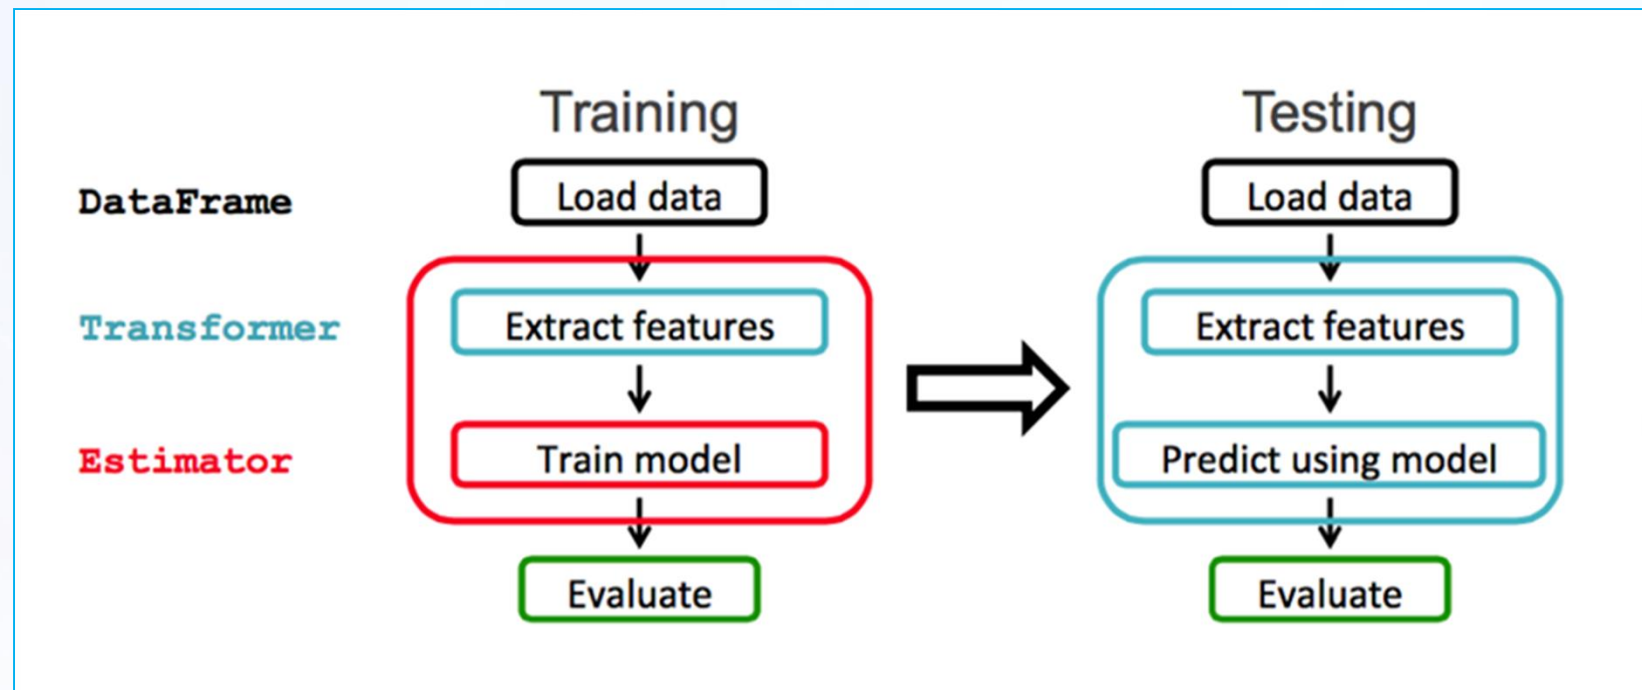 Training
Testing
DataFrame
Load data
Load data
Transformer
Extract features
Extract features
Estimator
Train model
Predict using model
Evaluate
Evaluate